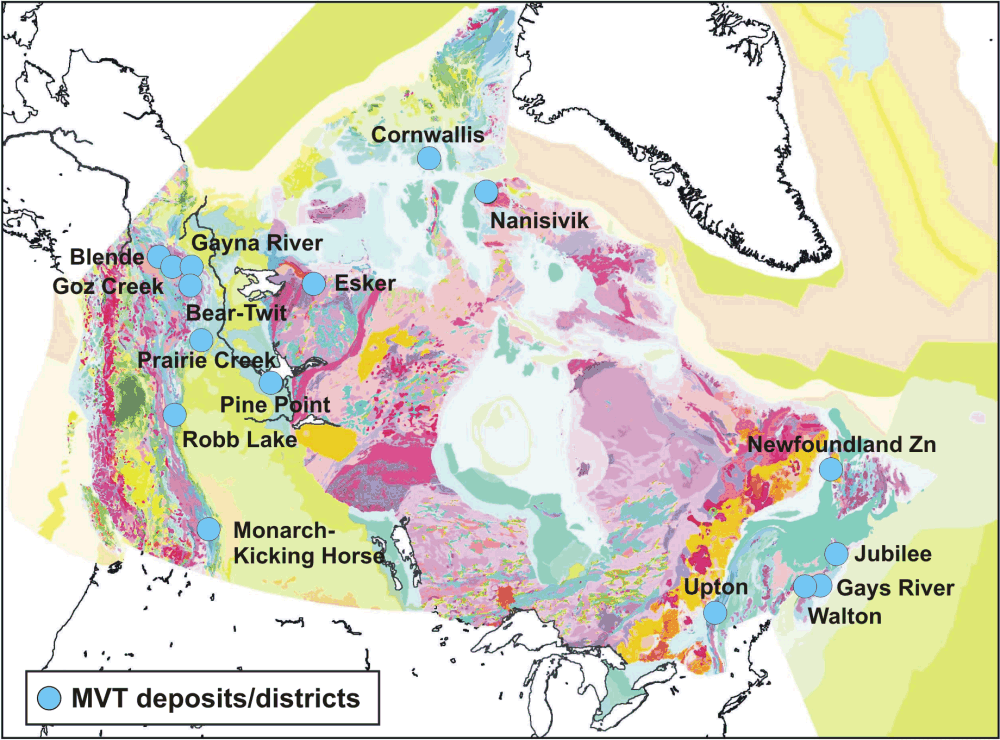 Cornwallis
Nanisivik
Gayna River
Blende
Goz Creek
Esker
Bear-Twit
Prairie Creek
Pine Point
Robb Lake
Newfoundland Zn
Monarch-
Kicking Horse
Jubilee
Upton
Gays River
Walton
MVT deposits/districts